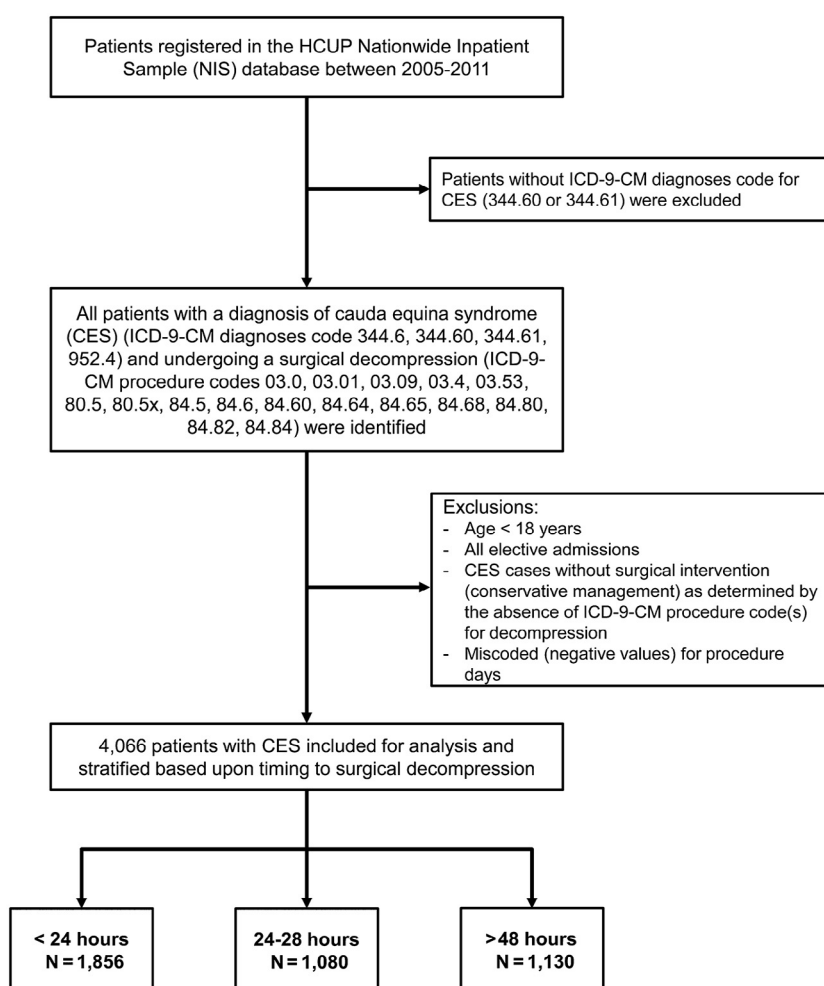 Patients registered in the HCUP Nationwide Inpatient
Sample (NIS) database between 2005-2011
Patients without ICD-9-CM diagnoses code for
CES (344.60 or 344.61) were excluded
All patients with a diagnosis of cauda equina syndrome
(CES) (ICD-9-CM diagnoses code 344.6, 344.60, 344.61,
952.4) and undergoing a surgical decompression (ICD-9-
CM procedure codes 03.0, 03.01, 03.09, 03.4, 03.53,
80.5, 80.5x, 84.5, 84.6, 84.60, 84.64, 84.65, 84.68, 84.80,
84.82, 84.84) were identified
Exclusions:
- Age < 18 years
- All elective admissions
- CES cases without surgical intervention
(conservative management) as determined by
the absence of ICD-9-CM procedure code(s)
for decompression
- Miscoded (negative values) for procedure
days
4,066 patients with CES included for analysis and
stratified based upon timing to surgical decompression
< 24 hours
N = 1,856
24-28 hours
N = 1,080
>48 hours
N = 1,130